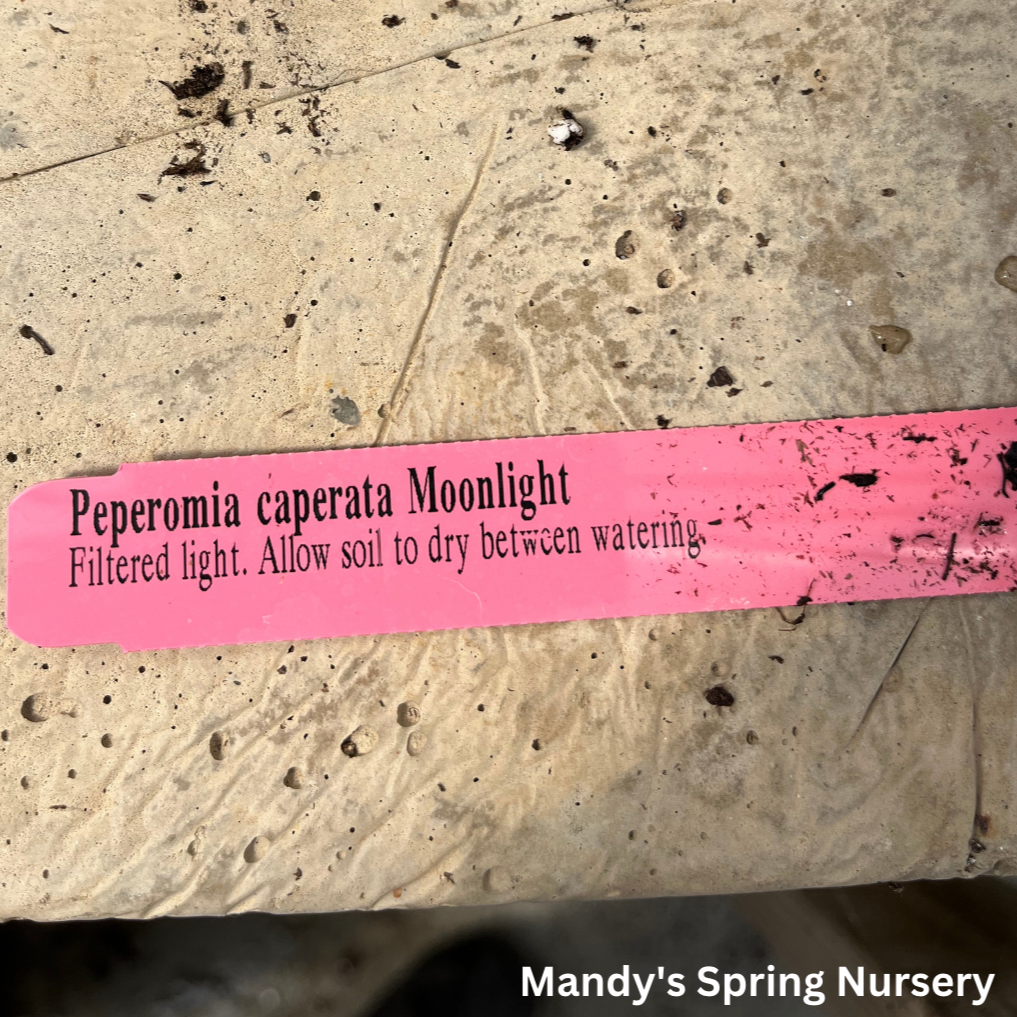 Peperomia caperata Moonlight
Filtered light. Allow soil to dry between watering.
Mandy's Spring Nursery